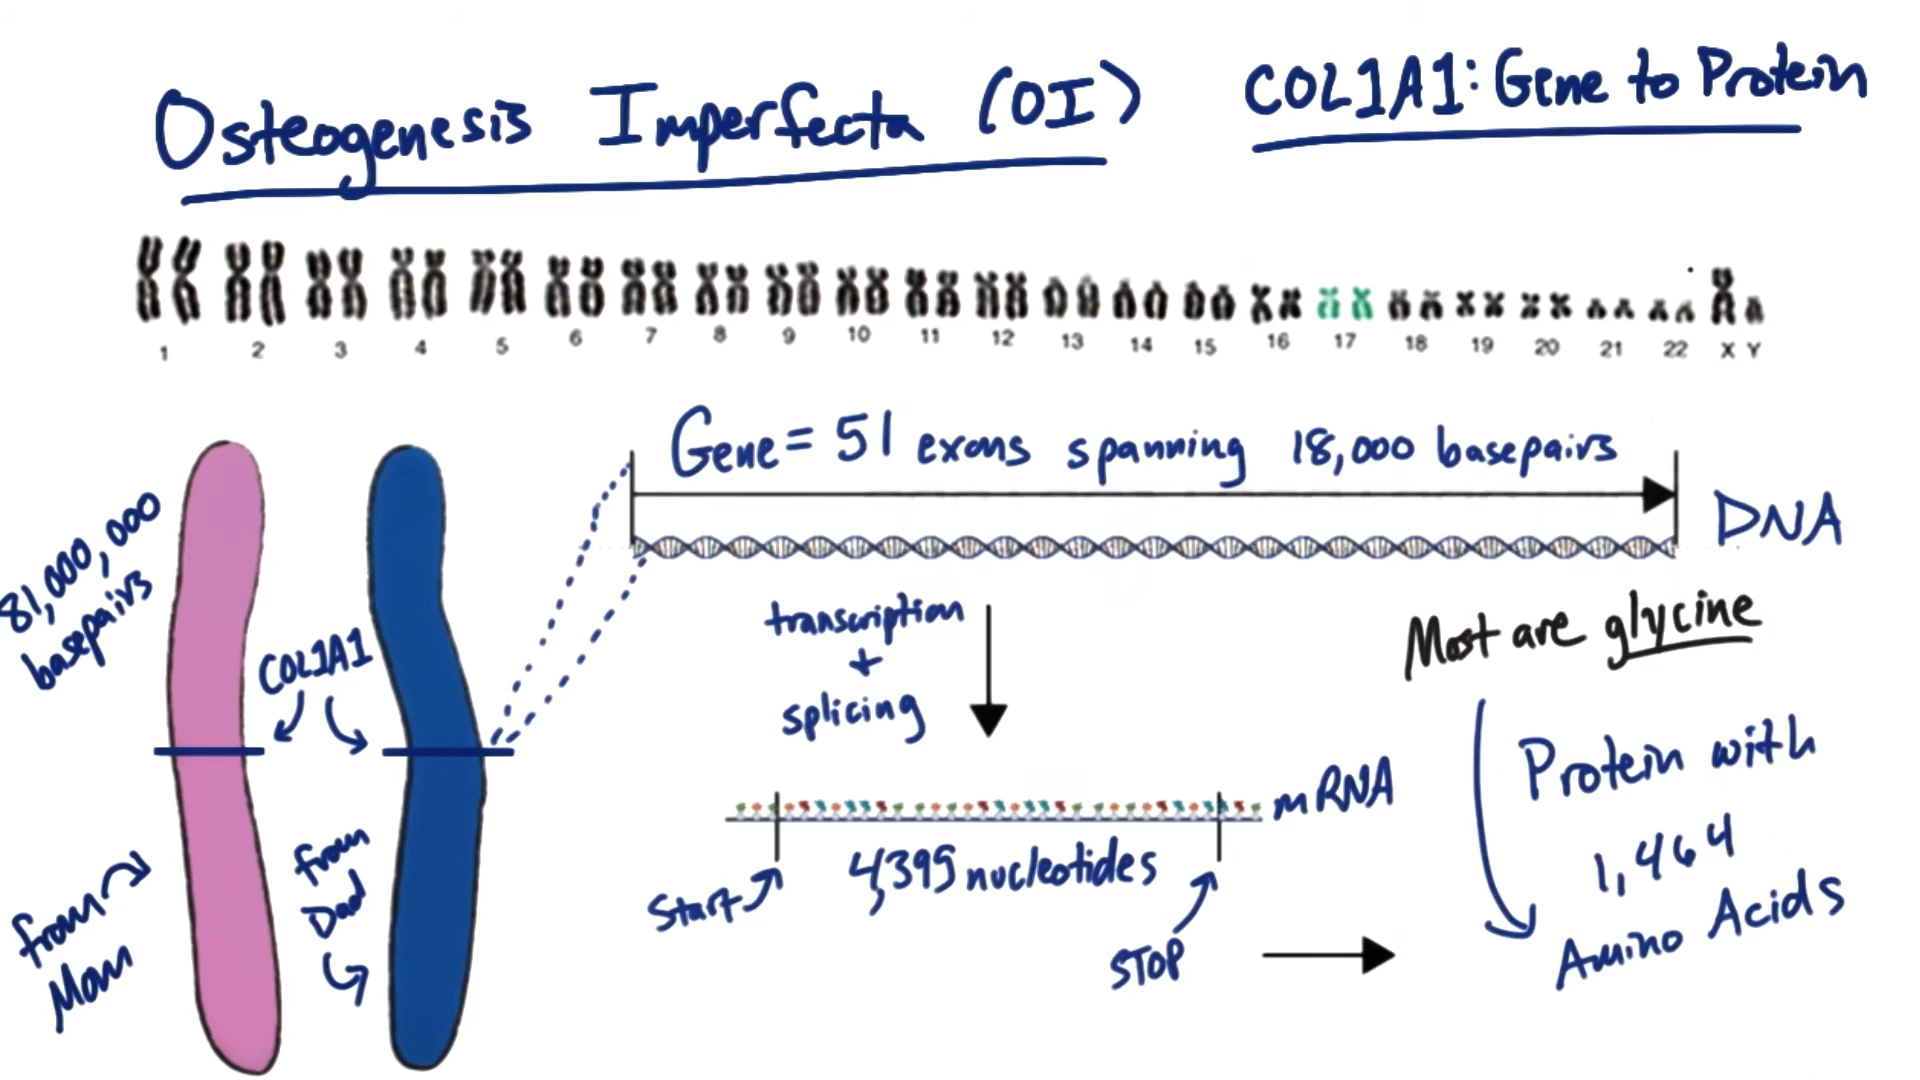 Osteogenesis Imperfecta (OI)
COL1A1: Gene to Protein
1 2 3 4 5 6 7 8 9 10 11 12 13 14 15 16 17 18 19 20 21 22 X Y
81,000,000
basepairs
COL1A1
from
Mom
from
Dad
Gene = 51 exons spanning 18,000 basepairs
DNA
transcription
+
splicing
mRNA
Start
4,395 nucleotides
STOP
Most are glycine
Protein with
1,464
Amino Acids